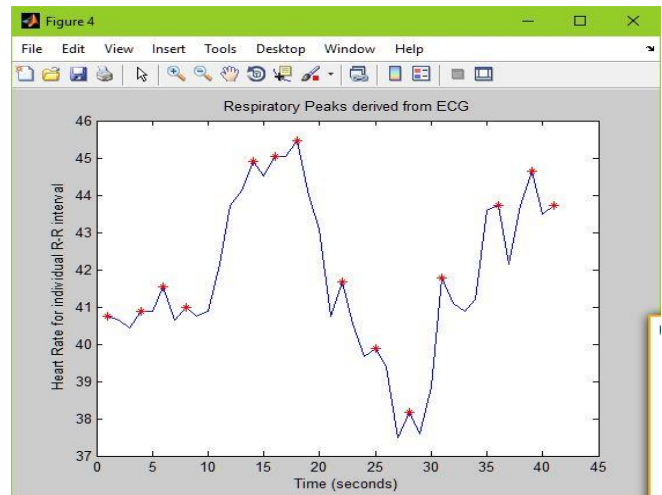 Figure 4
File Edit View Insert Tools Desktop Window Help
Respiratory Peaks derived from ECG
46
45
44
43
42
41
40
39
38
37
Heart Rate for individual R-R interval
0 5 10 15 20 25 30 35 40 45
Time (seconds)